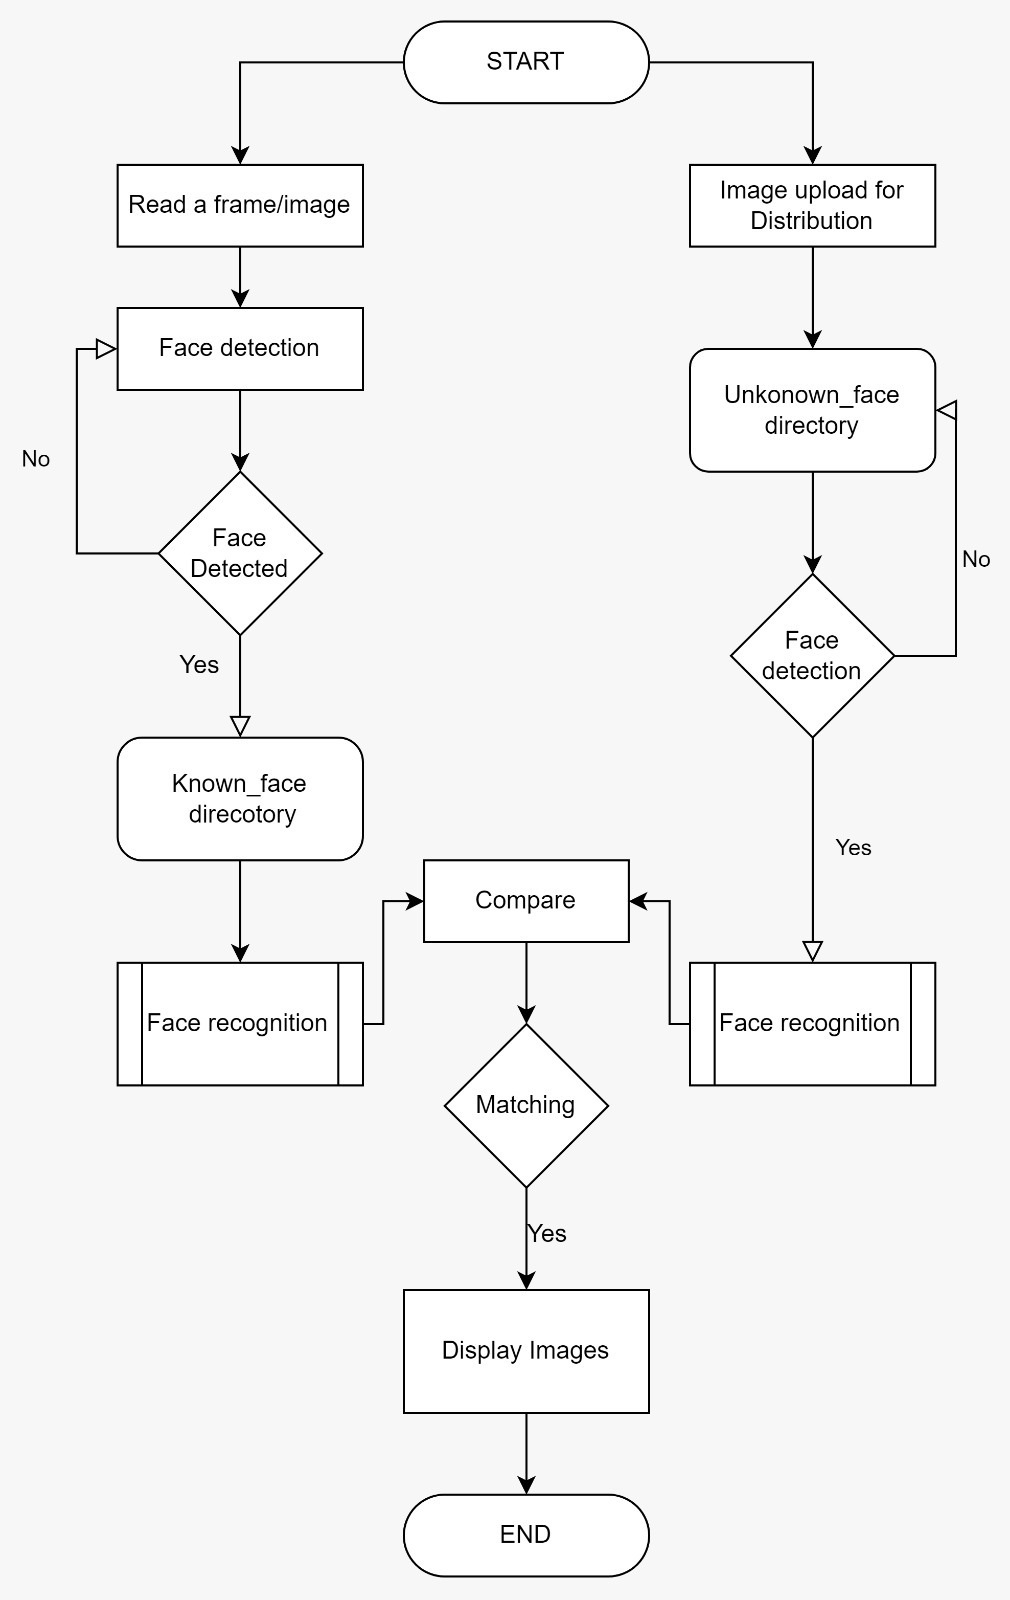 START
Read a frame/image
Image upload for
Distribution
Face detection
Unkonown_face
directory
No
Face
Detected
No
Face
detection
Yes
Known_face
direcotory
Yes
Compare
Face recognition
Face recognition
Matching
Yes
Display Images
END